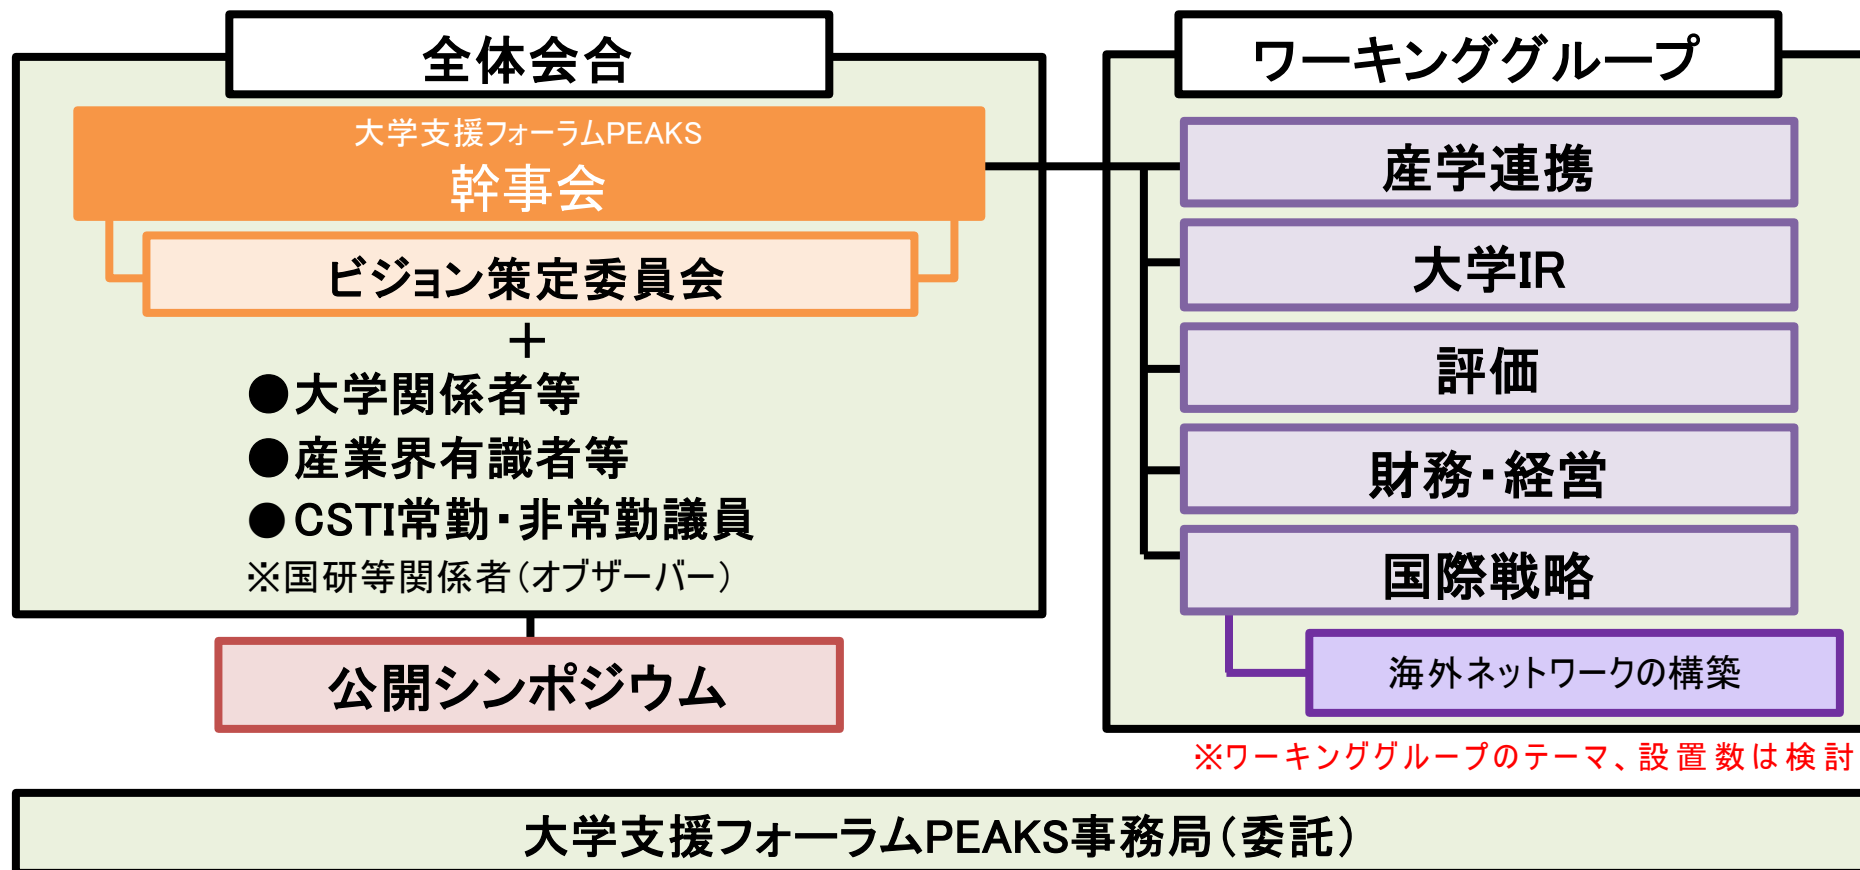 全体会合
大学支援フォーラムPEAKS
幹事会
ビジョン策定委員会
＋
●大学関係者等
●産業界有識者等
●CSTI常勤・非常勤議員
※国研等関係者（オブザーバー）
公開シンポジウム
ワーキンググループ
産学連携
大学IR
評価
財務・経営
国際戦略
海外ネットワークの構築
※ワーキンググループのテーマ、設置数は検討
大学支援フォーラムPEAKS事務局（委託）